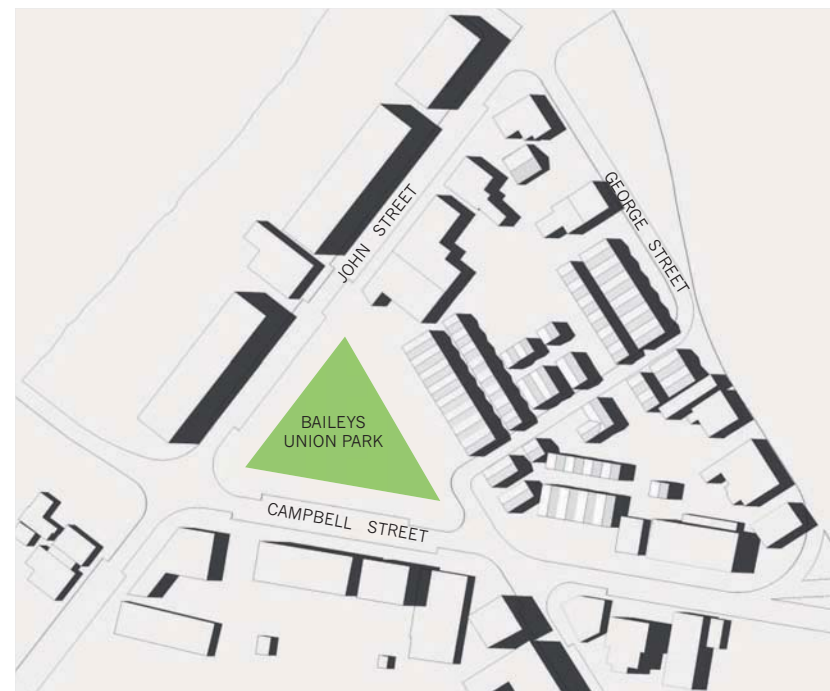 JOHN STREET
GEORGE STREET
BAILEYS
UNION PARK
CAMPBELL STREET